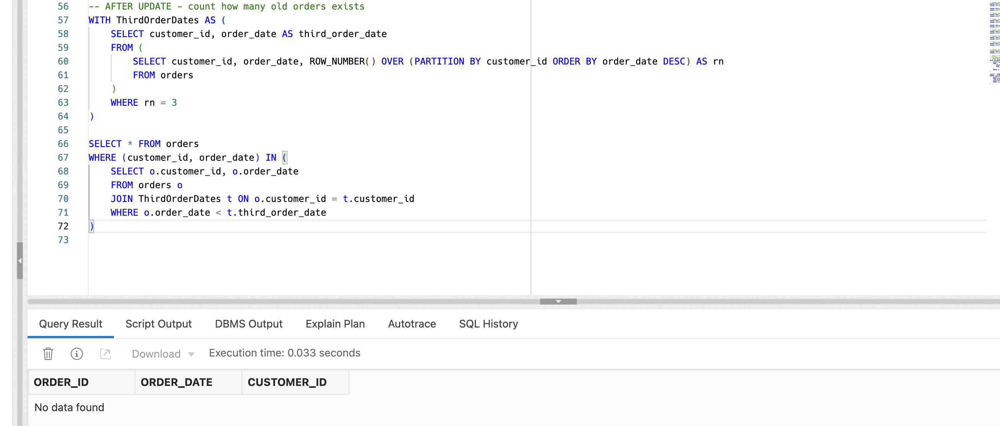 56 -- AFTER UPDATE - count how many old orders exists
57 WITH ThirdOrderDates AS (
58     SELECT customer_id, order_date AS third_order_date
59     FROM (
60         SELECT customer_id, order_date, ROW_NUMBER() OVER (PARTITION BY customer_id ORDER BY order_date DESC) AS rn
61         FROM orders
62     )
63     WHERE rn = 3
64 )
65
66 SELECT * FROM orders
67 WHERE (customer_id, order_date) IN (
68     SELECT o.customer_id, o.order_date
69     FROM orders o
70     JOIN ThirdOrderDates t ON o.customer_id = t.customer_id
71     WHERE o.order_date < t.third_order_date
72 )
73
Query Result Script Output DBMS Output Explain Plan Autotrace SQL History
Download Execution time: 0.033 seconds
ORDER_ID ORDER_DATE CUSTOMER_ID
No data found